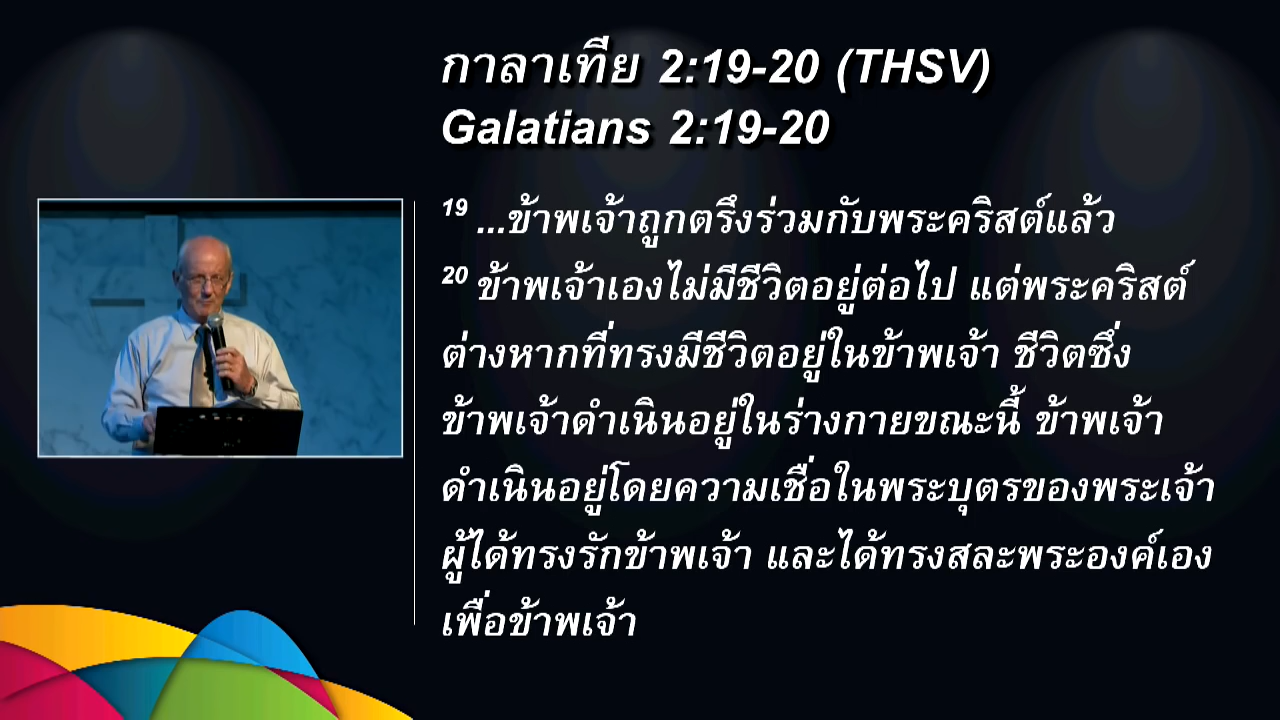 กาลาเทีย 2:19-20 (THSV)
Galatians 2:19-20
19 ...ข้าพเจ้าถูกตรึงร่วมกับพระคริสต์แล้ว
20 ข้าพเจ้าเองไม่มีชีวิตอยู่ต่อไป แต่พระคริสต์
ต่างหากที่ทรงมีชีวิตอยู่ในข้าพเจ้า ชีวิตซึ่ง
ข้าพเจ้าดำเนินอยู่ในร่างกายขณะนี้ ข้าพเจ้า
ดำเนินอยู่โดยความเชื่อในพระบุตรของพระเจ้า
ผู้ได้ทรงรักข้าพเจ้า และได้ทรงสละพระองค์เอง
เพื่อข้าพเจ้า